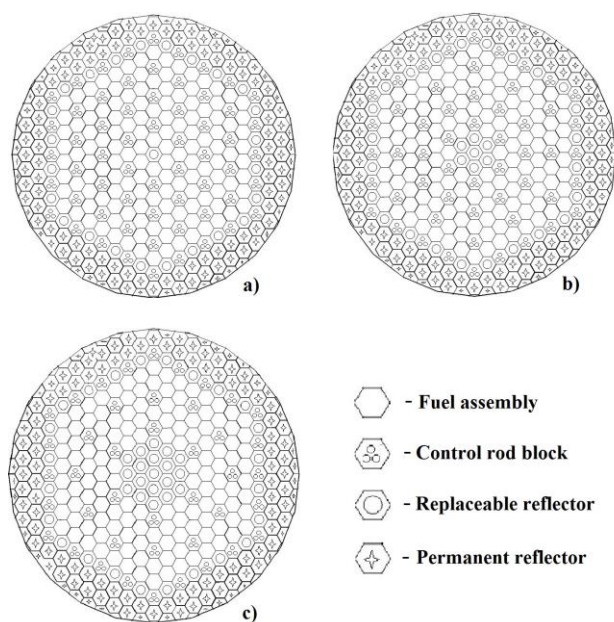 a)
b)
c)
- Fuel assembly
- Control rod block
- Replaceable reflector
- Permanent reflector